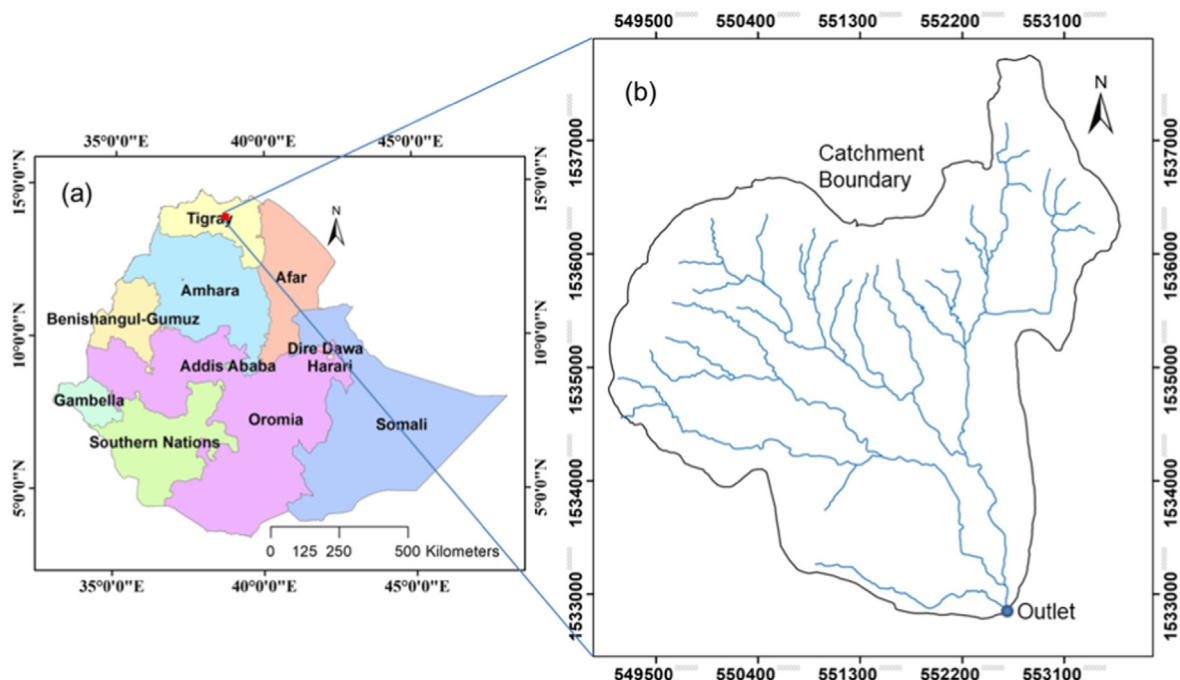 (a)
35°0'0"E 40°0'0"E 45°0'0"E
15°0'0"N
10°0'0"N
5°0'0"N
N
Tigray
Afar
Amhara
Benishangul-Gumuz
Dire Dawa
Addis Ababa
Harari
Gambella
Oromia
Somali
Southern Nations
0 125 250 500 Kilometers
15°0'0"N
10°0'0"N
5°0'0"N
35°0'0"E 40°0'0"E 45°0'0"E
549500 550400 551300 552200 553100
(b)
N
Catchment
Boundary
1537000
1536000
1535000
1534000
1533000
Outlet
1537000
1536000
1535000
1534000
1533000
549500 550400 551300 552200 553100